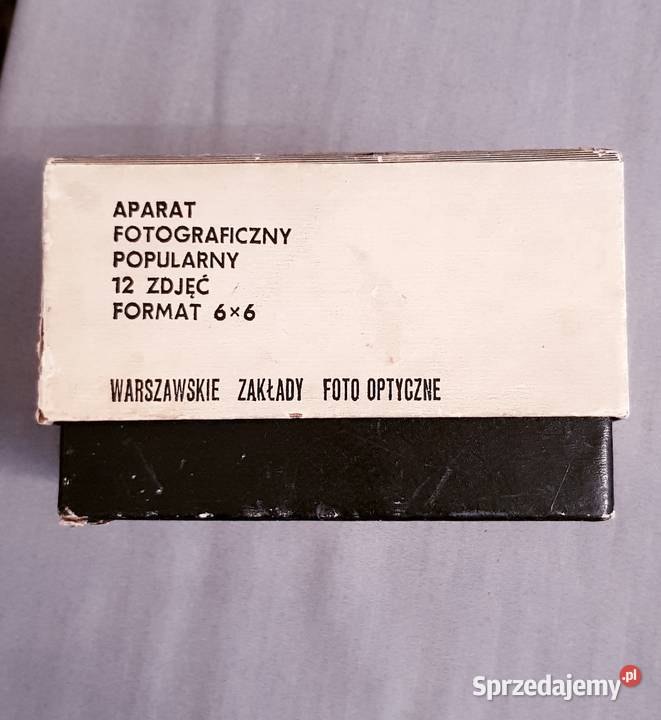 APARAT
FOTOGRAFICZNY
POPULARNY
12 ZDJĘĆ
FORMAT 6×6
WARSZAWSKIE ZAKŁADY FOTO OPTYCZNE
Sprzedajemy.pl